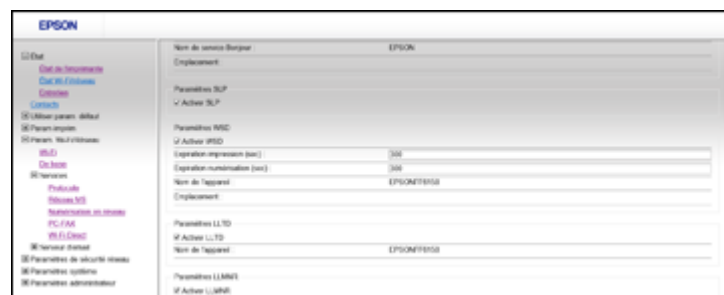 EPSON
État
État de l'imprimante
État Wi-Fi/réseau
Entretien
Contacts
Utiliser param. défaut
Param imprim
Param. Wi-Fi/réseau
Wi-Fi
De base
Services
Protocole
Réseau MS
Numérisation en réseau
PC-FAX
Wi-Fi Direct
Serveur d'email
Paramètres de sécurité réseau
Paramètres système
Paramètres administrateur
Nom de service Bonjour : EPSON
Emplacement :
Paramètres SLP
Activer SLP
Paramètres WSD
Activer WSD
Expiration impression (sec) : 300
Expiration numérisation (sec) : 300
Nom de l'appareil :
Emplacement :
Paramètres LLTD
Activer LLTD
Nom de l'appareil :
Paramètres LLMNR
Activer LLMNR